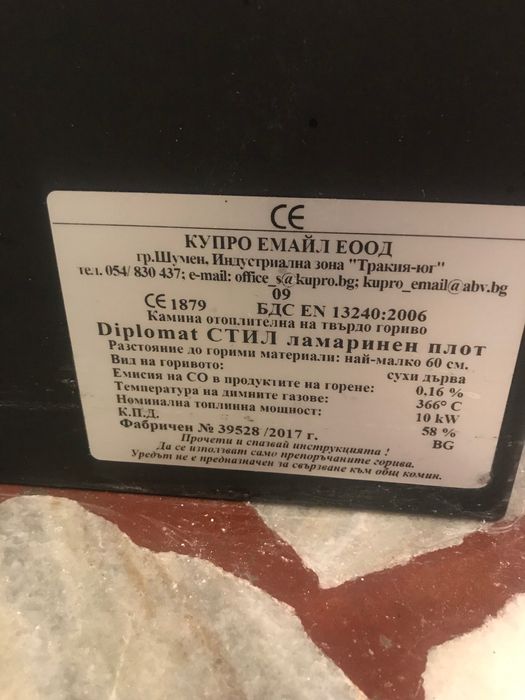 CE
КУПРО ЕМАЙЛ ЕООД
гр.Шумен, Индустриална зона "Тракия-юг"
тел. 054/ 830 437; e-mail: office_s@kupro.bg; kupro_email@abv.bg
09
CE 1879 БДС EN 13240:2006
Камина отоплителна на твърдо гориво
Diplomat СТИЛ ламаринен плот
Разстояние до горими материали: най-малко 60 см.
Вид на горивото: сухи дърва
Емисия на CO в продуктите на горене: 0.16 %
Температура на димните газове: 366° C
Номинална топлинна мощност: 10 kW
К.П.Д. 58 %
Фабричен № 39528 /2017 г. BG
Прочети и спазвай инструкцията !
Да се използват само препоръчаните горива.
Уредът не е предназначен за свързване към общ комин.